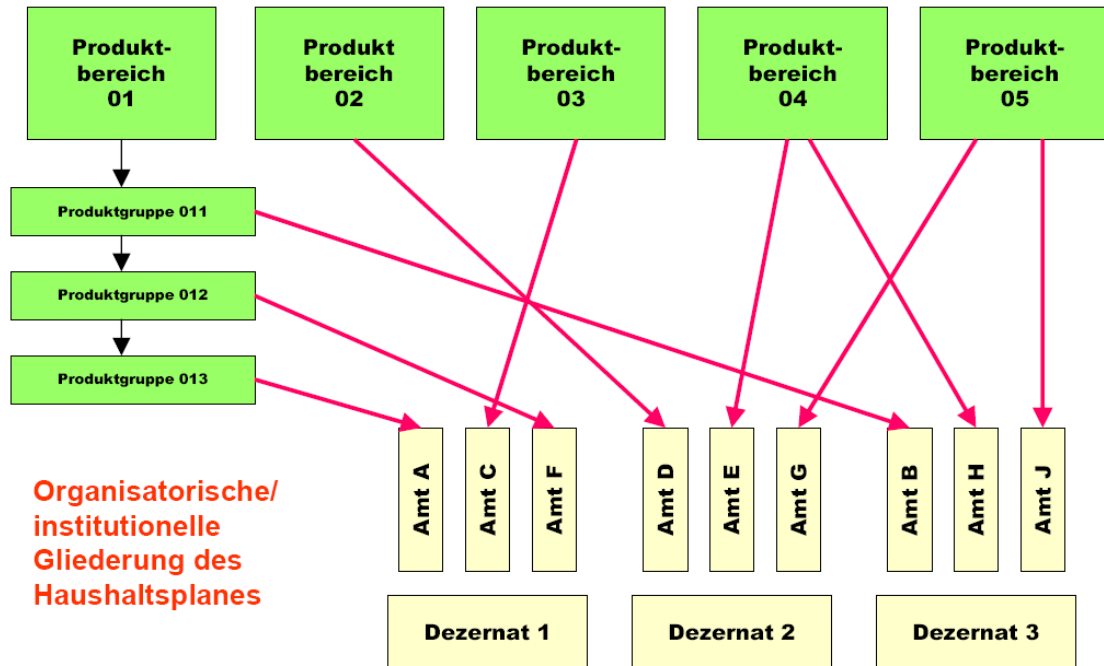 Produkt-
bereich
01
Produkt
bereich
02
Produkt-
bereich
03
Produkt-
bereich
04
Produkt-
bereich
05
Produktgruppe 011
Produktgruppe 012
Produktgruppe 013
Organisatorische/
institutionelle
Gliederung des
Haushaltsplanes
Amt A
Amt C
Amt F
Amt D
Amt E
Amt G
Amt B
Amt H
Amt J
Dezernat 1
Dezernat 2
Dezernat 3